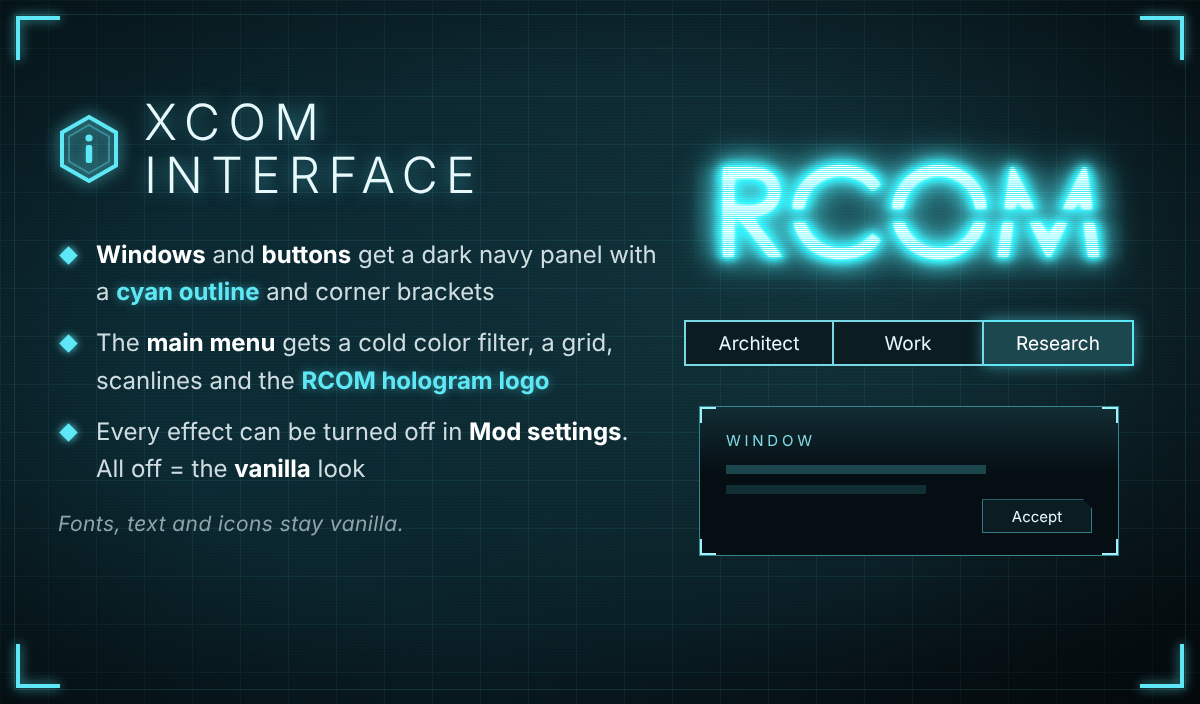 XCOM
INTERFACE
Windows and buttons get a dark navy panel with
a cyan outline and corner brackets
The main menu gets a cold color filter, a grid,
scanlines and the RCOM hologram logo
Every effect can be turned off in Mod settings.
All off = the vanilla look
Fonts, text and icons stay vanilla.
RCOM
Architect
Work
Research
WINDOW
Accept